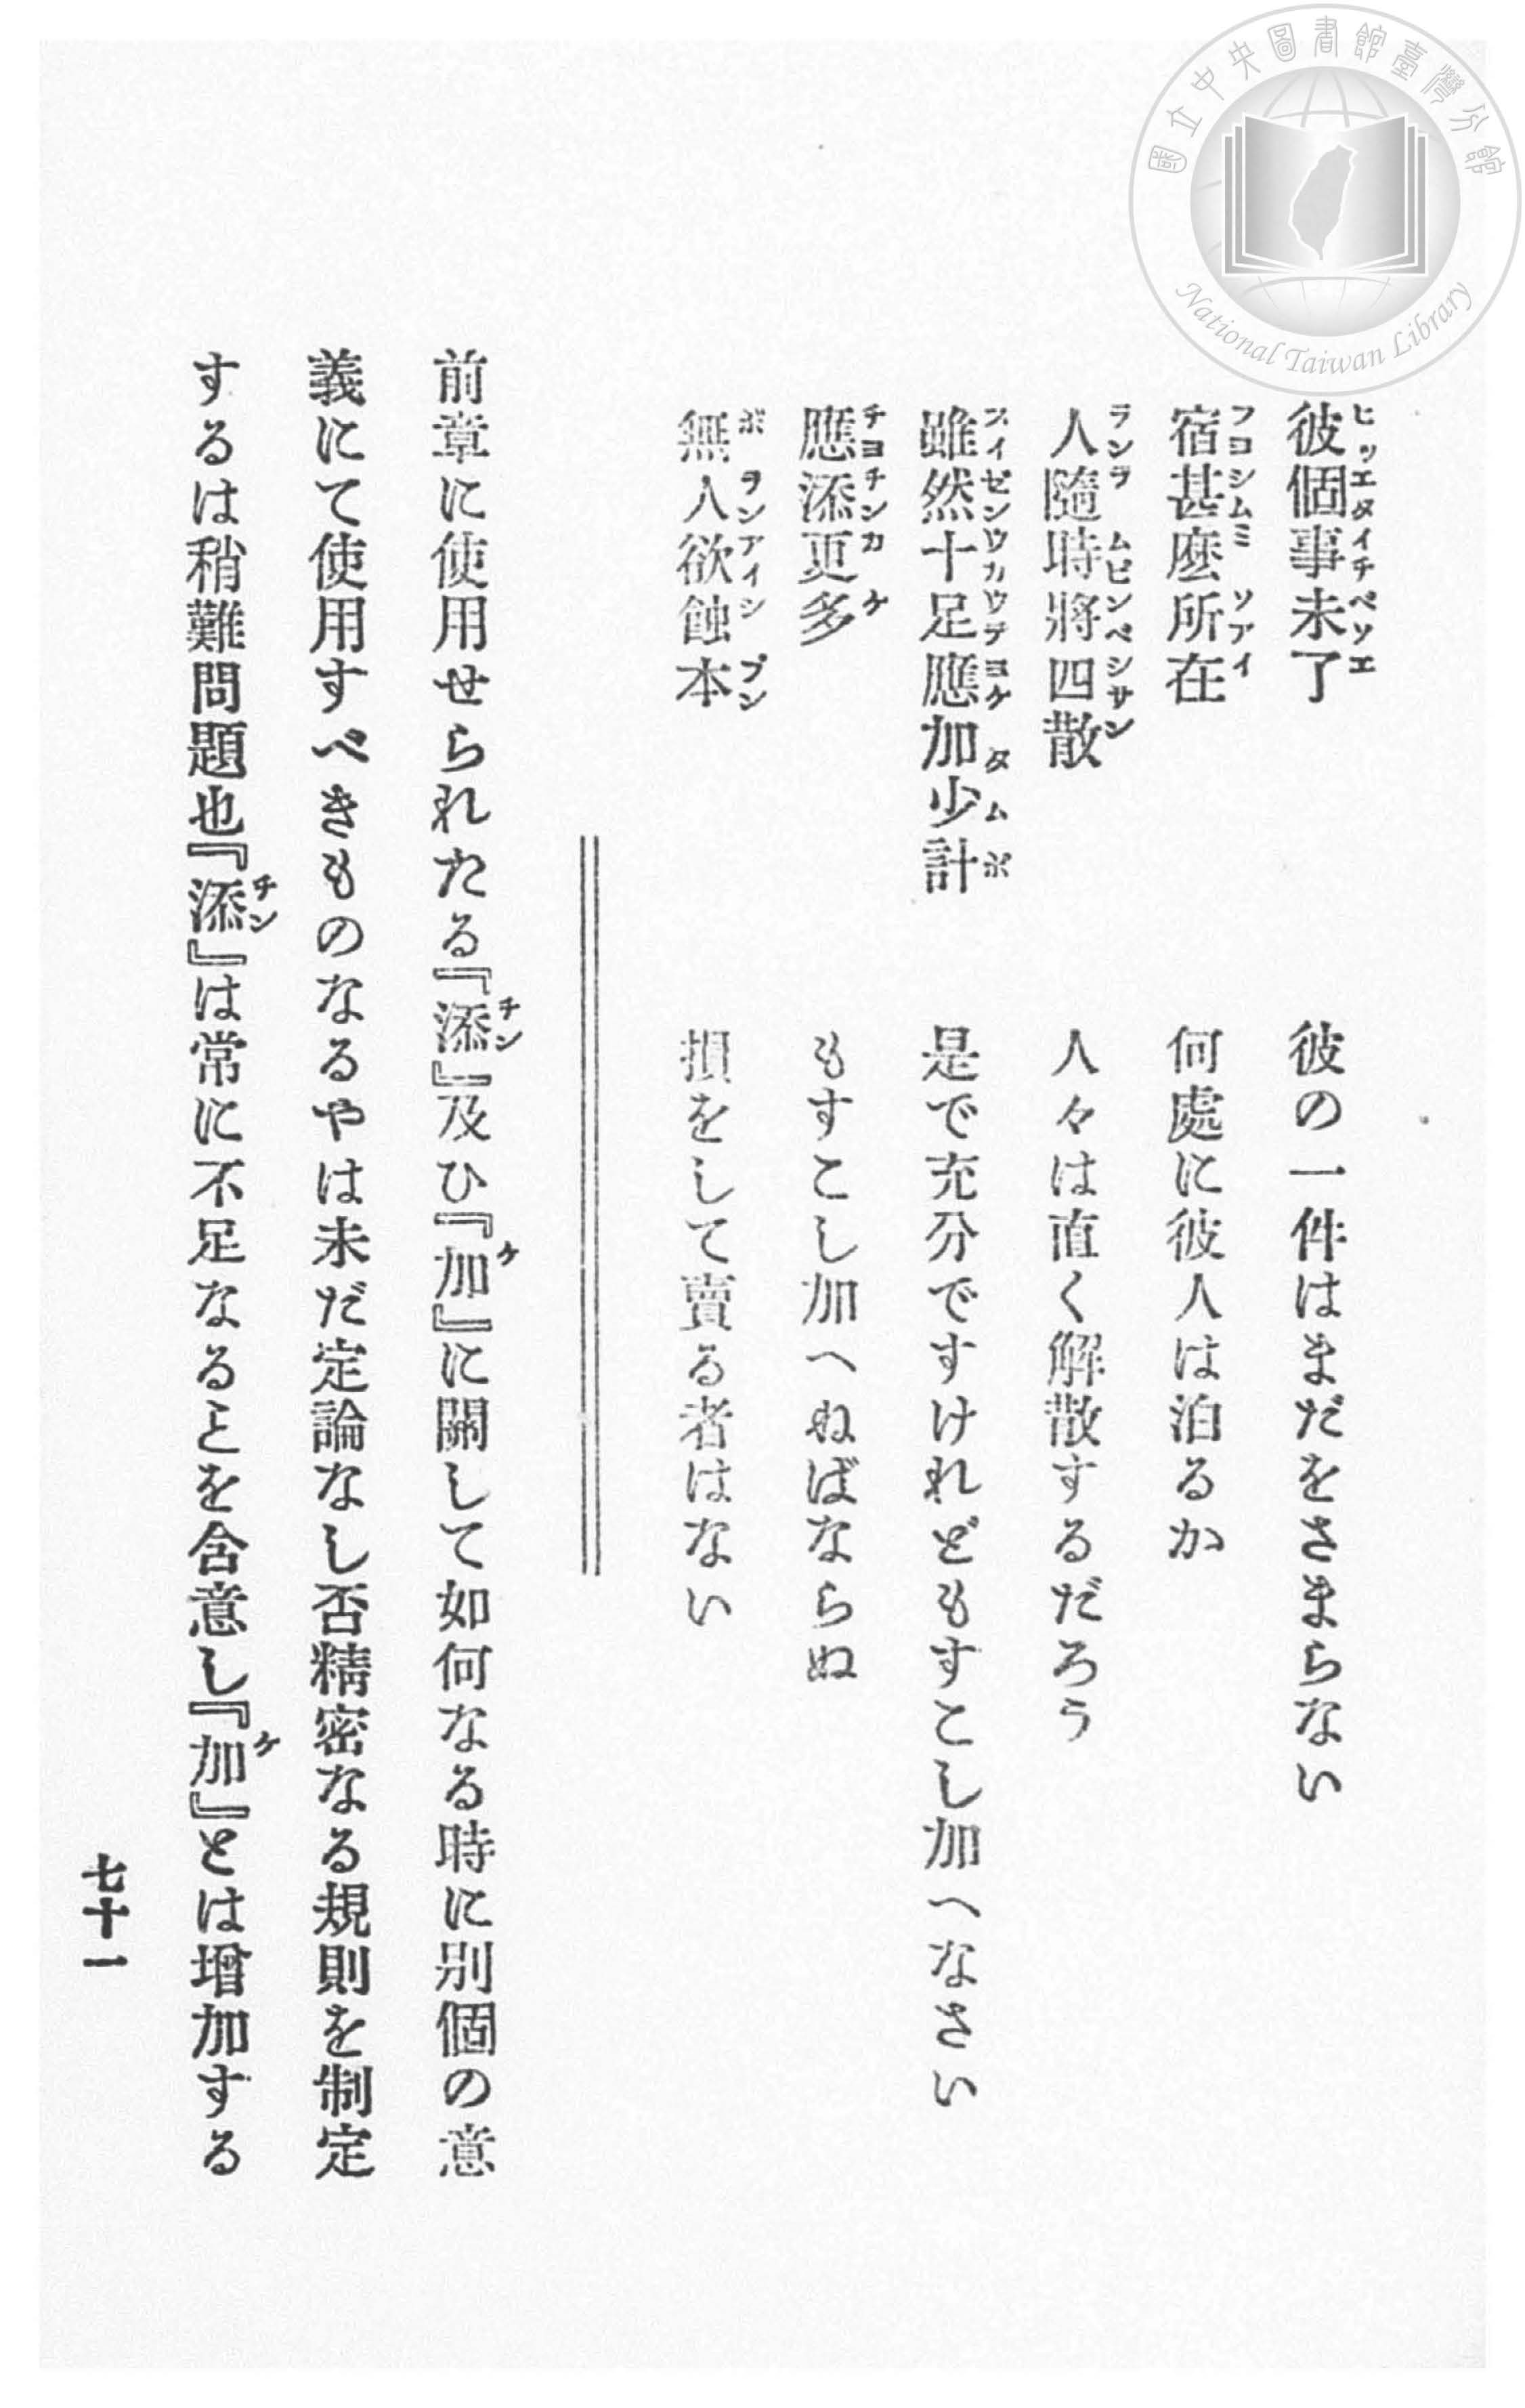 國立中央圖書館臺灣分館
National Taiwan Library
彼個事未了 彼の一件はまだをさまらない
宿甚麼所在 何處に彼人は泊るか
人隨時將四散 人々は直く解散するだろう
雖然十足應加少計 是で充分ですけれどもすこし加へなさい
應添更多 もすこし加へねばならぬ
無人欲蝕本 損をして賣る者はない
前章に使用せられたる『添』及ひ『加』に關して如何なる時に別個の意
義にて使用すべきものなるやは未だ定論なし否精密なる規則を制定
するは稍難問題也『添』は常に不足なるとを含意し『加』とは增加する
チン
ケ
チン
ケ
七十一